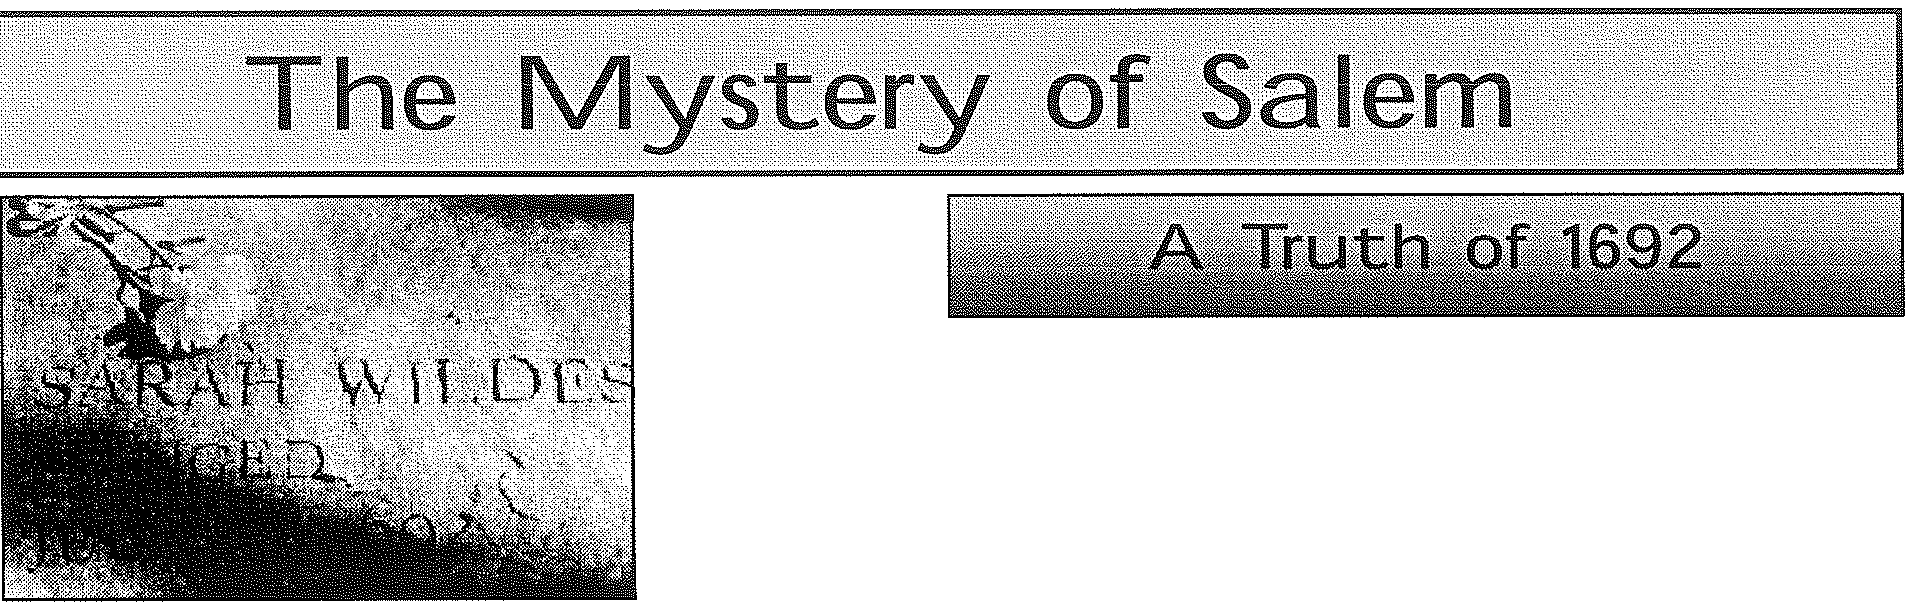 The Mystery of Salem
A Truth of 1692
SARAH WILDES